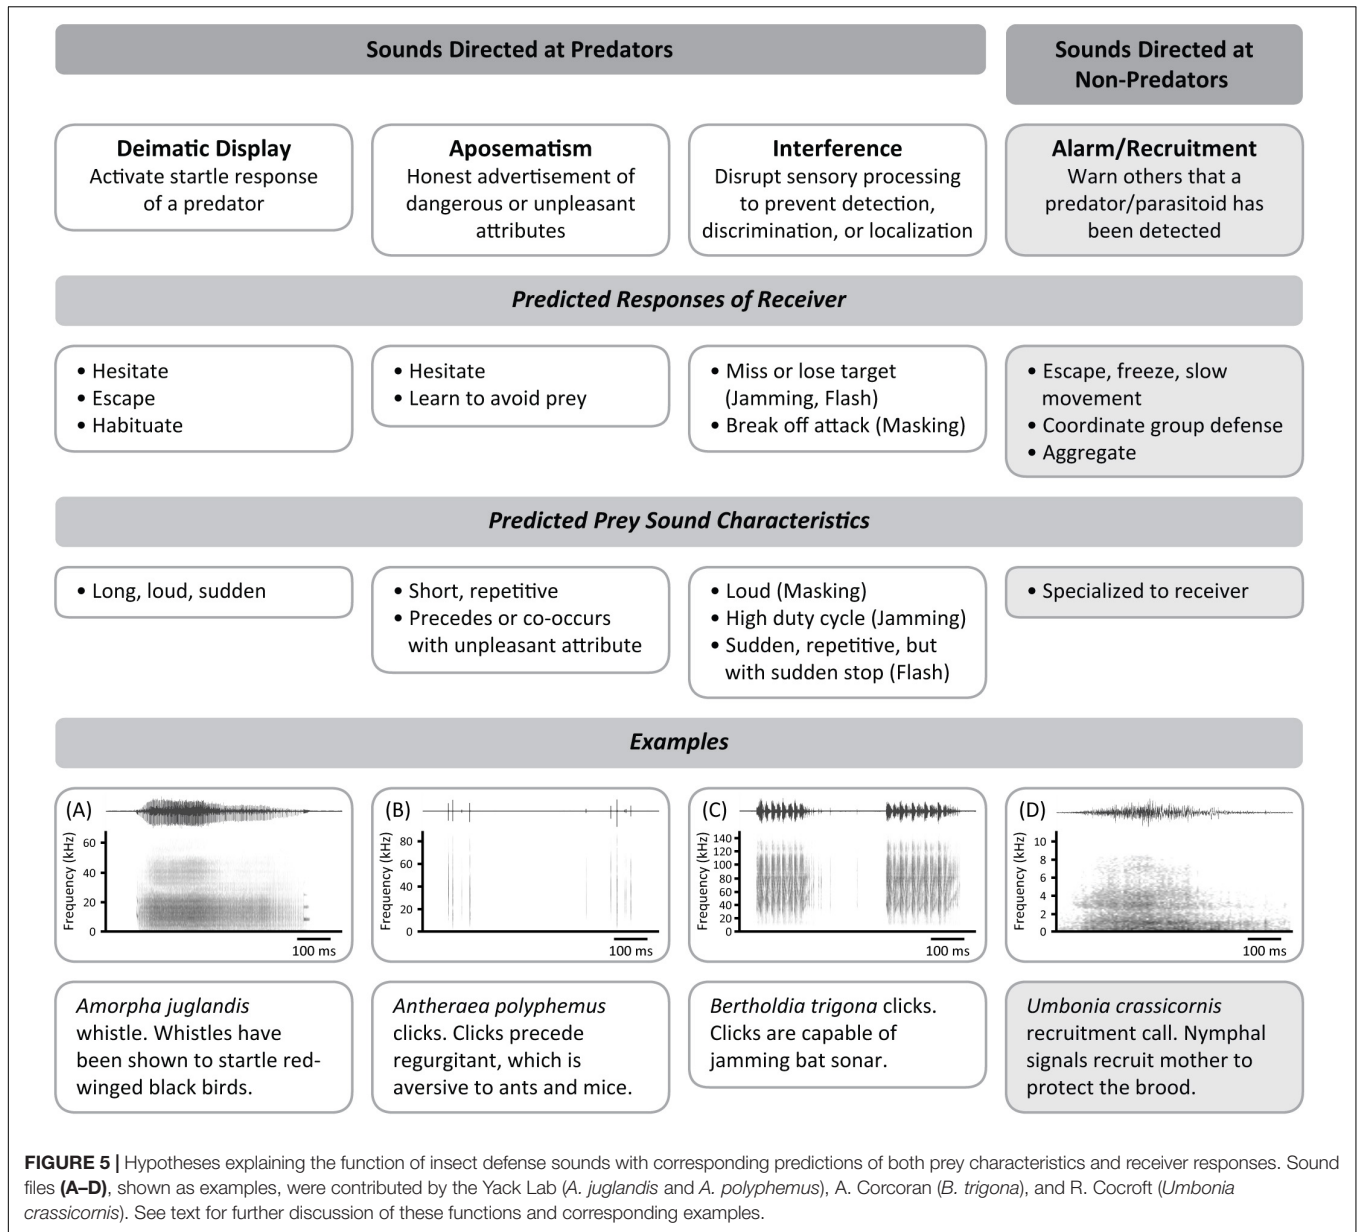 Sounds Directed at Predators
Sounds Directed at
Non-Predators
Deimatic Display
Activate startle response
of a predator
Aposematism
Honest advertisement of
dangerous or unpleasant
attributes
Interference
Disrupt sensory processing
to prevent detection,
discrimination, or localization
Alarm/Recruitment
Warn others that a
predator/parasitoid has
been detected
Predicted Responses of Receiver
• Hesitate
• Escape
• Habituate
• Hesitate
• Learn to avoid prey
• Miss or lose target
(Jamming, Flash)
• Break off attack (Masking)
• Escape, freeze, slow
movement
• Coordinate group defense
• Aggregate
Predicted Prey Sound Characteristics
• Long, loud, sudden
• Short, repetitive
• Precedes or co-occurs
with unpleasant attribute
• Loud (Masking)
• High duty cycle (Jamming)
• Sudden, repetitive, but
with sudden stop (Flash)
• Specialized to receiver
Examples
(A)
Frequency (kHz)
60
40
20
0
100 ms
(B)
Frequency (kHz)
80
60
40
20
0
100 ms
(C)
Frequency (kHz)
140
120
100
80
60
40
20
0
100 ms
(D)
Frequency (kHz)
10
8
6
4
2
0
100 ms
Amorpha juglandis
whistle. Whistles have
been shown to startle red-
winged black birds.
Antheraea polyphemus
clicks. Clicks precede
regurgitant, which is
aversive to ants and mice.
Bertholdia trigona clicks.
Clicks are capable of
jamming bat sonar.
Umbonia crassicornis
recruitment call. Nymphal
signals recruit mother to
protect the brood.
FIGURE 5 | Hypotheses explaining the function of insect defense sounds with corresponding predictions of both prey characteristics and receiver responses. Sound
files (A–D), shown as examples, were contributed by the Yack Lab (A. juglandis and A. polyphemus), A. Corcoran (B. trigona), and R. Cocroft (Umbonia
crassicornis). See text for further discussion of these functions and corresponding examples.